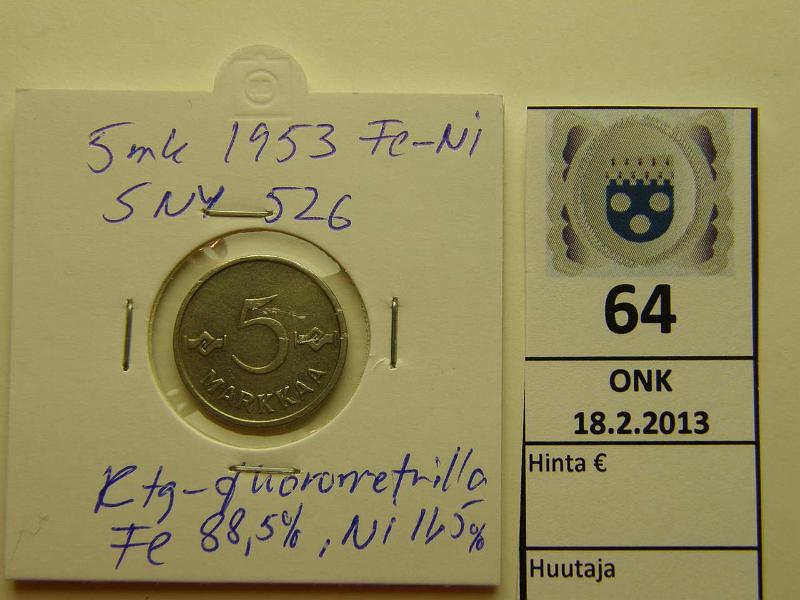 5mk 1953 Fe-Ni
SNY 526
5
MARKKAA
Rtg-fluorometrilla
Fe 88,5%, Ni 11,5%
64
ONK
18.2.2013
Hinta €
Huutaja